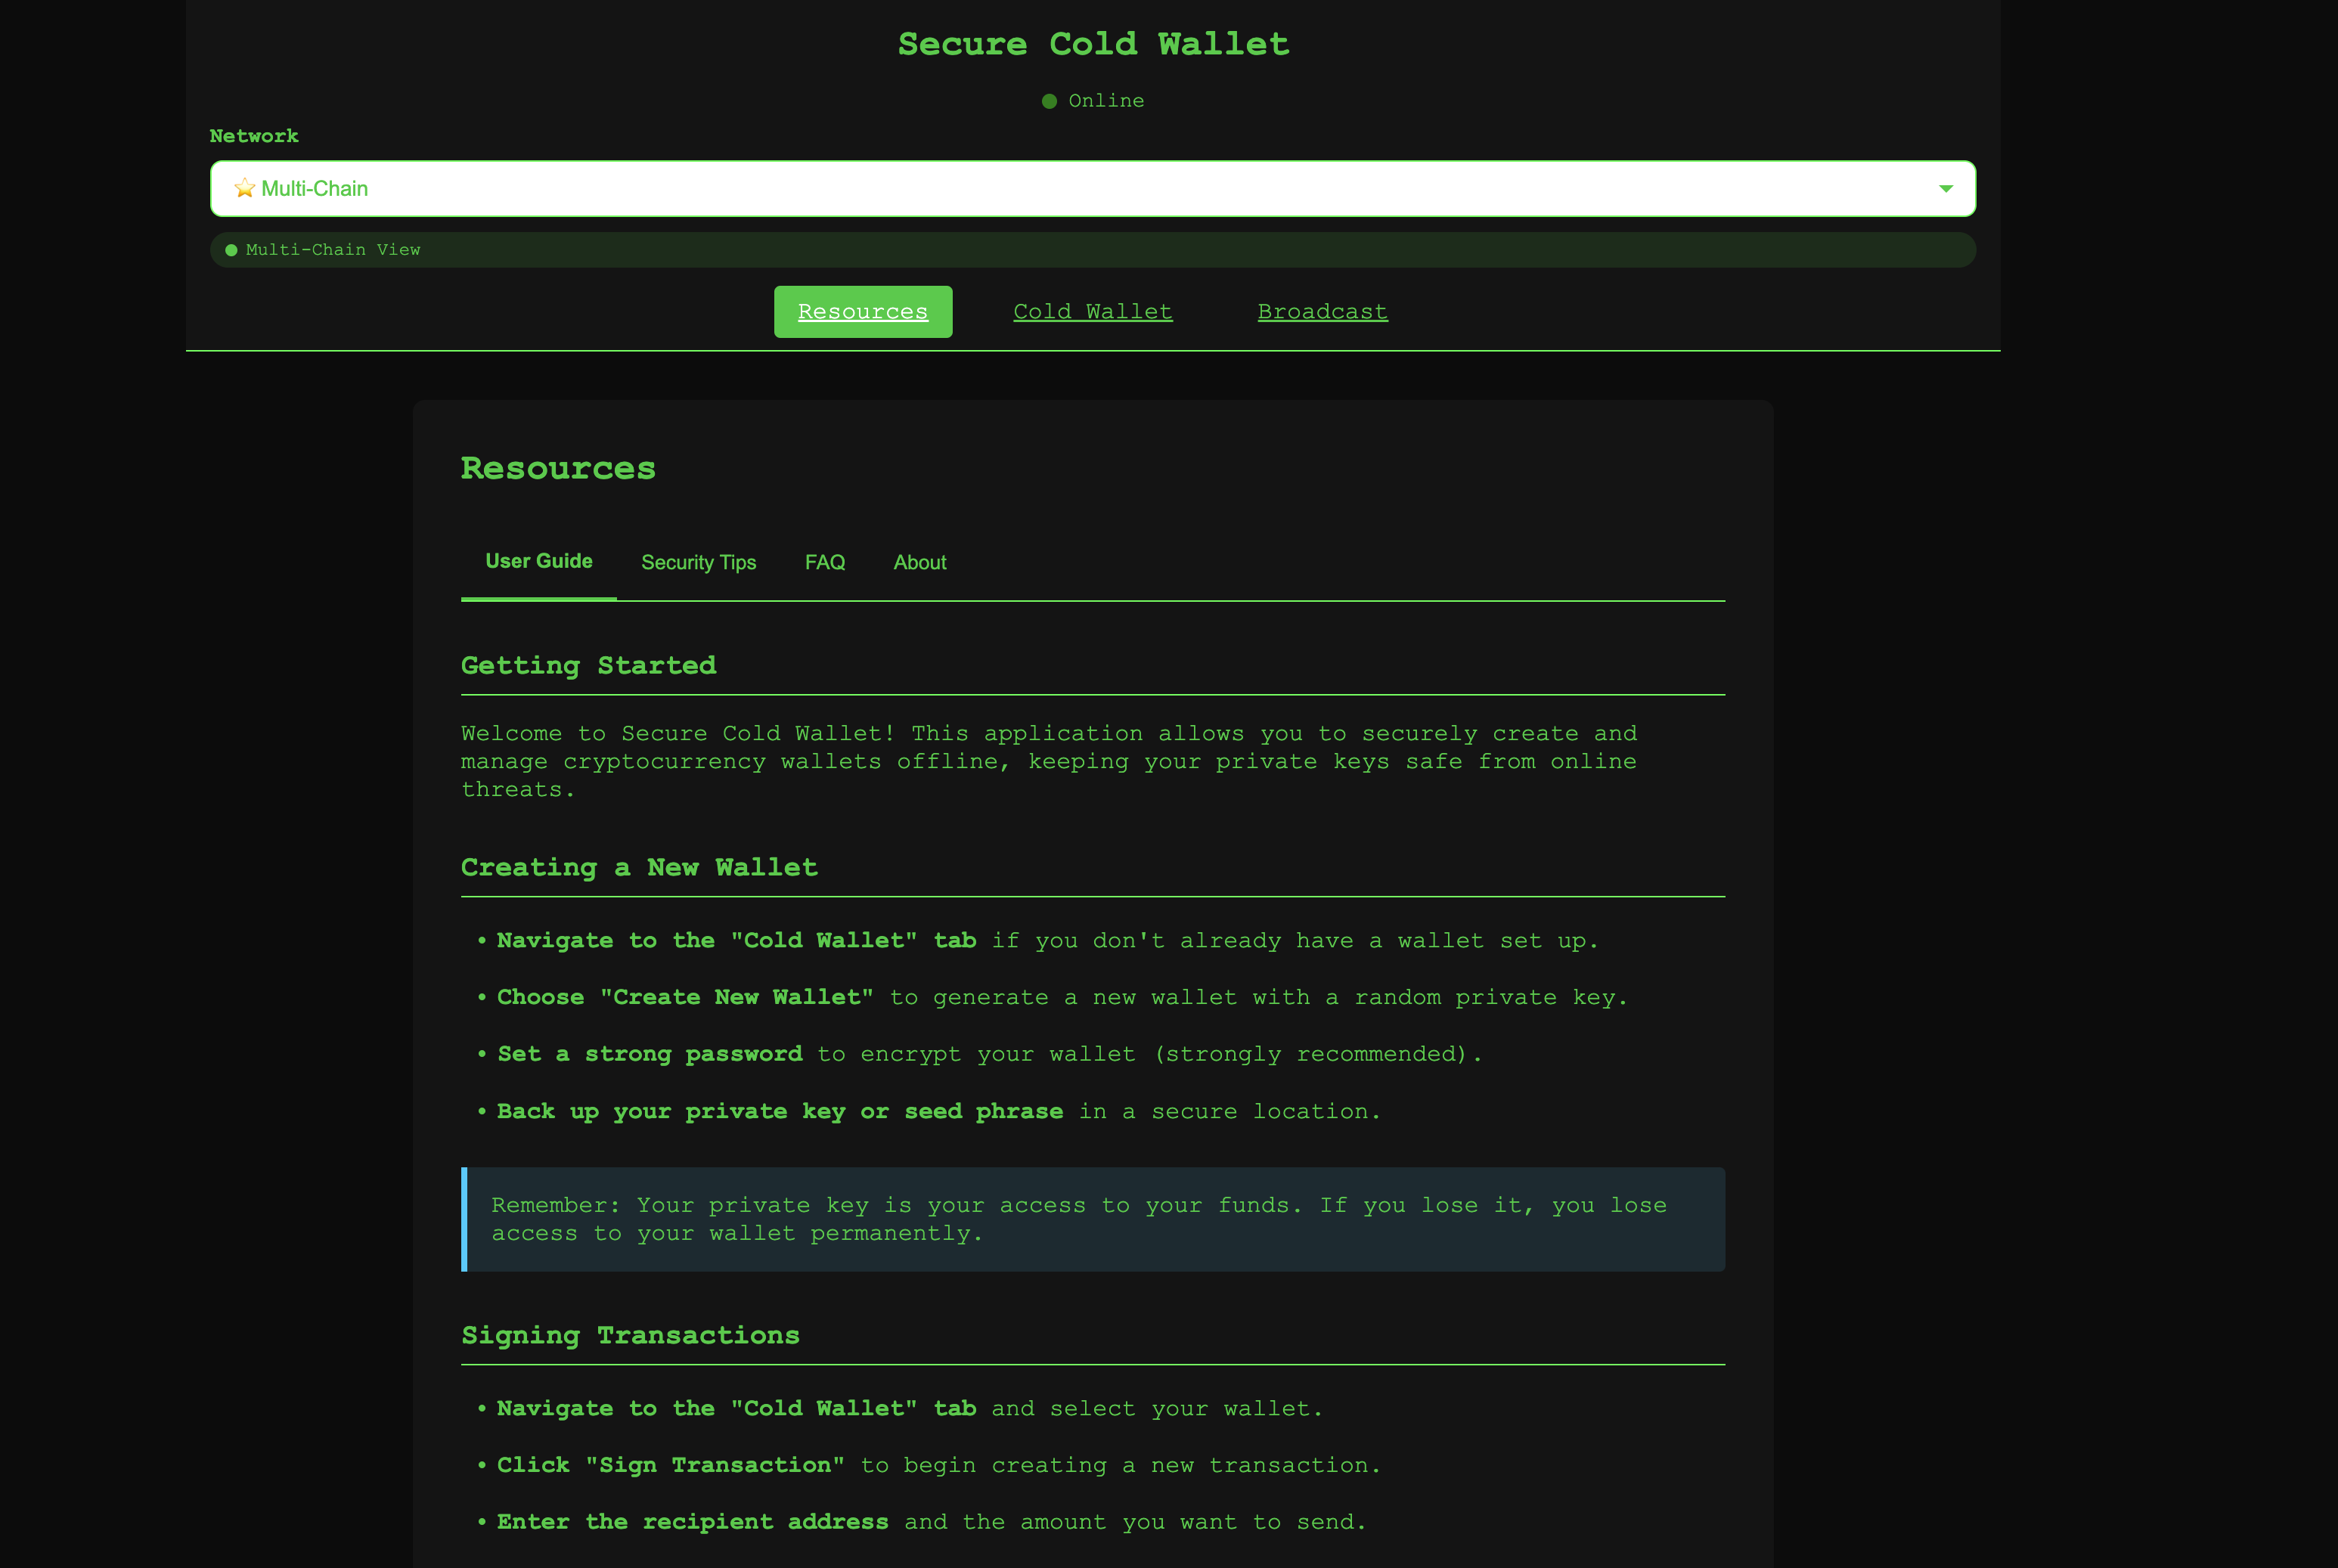 Secure Cold Wallet
Online
Network
⭐ Multi-Chain
Multi-Chain View
Resources
Cold Wallet
Broadcast
Resources
User Guide
Security Tips
FAQ
About
Getting Started
Welcome to Secure Cold Wallet! This application allows you to securely create and
manage cryptocurrency wallets offline, keeping your private keys safe from online
threats.
Creating a New Wallet
• Navigate to the "Cold Wallet" tab if you don't already have a wallet set up.
• Choose "Create New Wallet" to generate a new wallet with a random private key.
• Set a strong password to encrypt your wallet (strongly recommended).
• Back up your private key or seed phrase in a secure location.
Remember: Your private key is your access to your funds. If you lose it, you lose
access to your wallet permanently.
Signing Transactions
• Navigate to the "Cold Wallet" tab and select your wallet.
• Click "Sign Transaction" to begin creating a new transaction.
• Enter the recipient address and the amount you want to send.